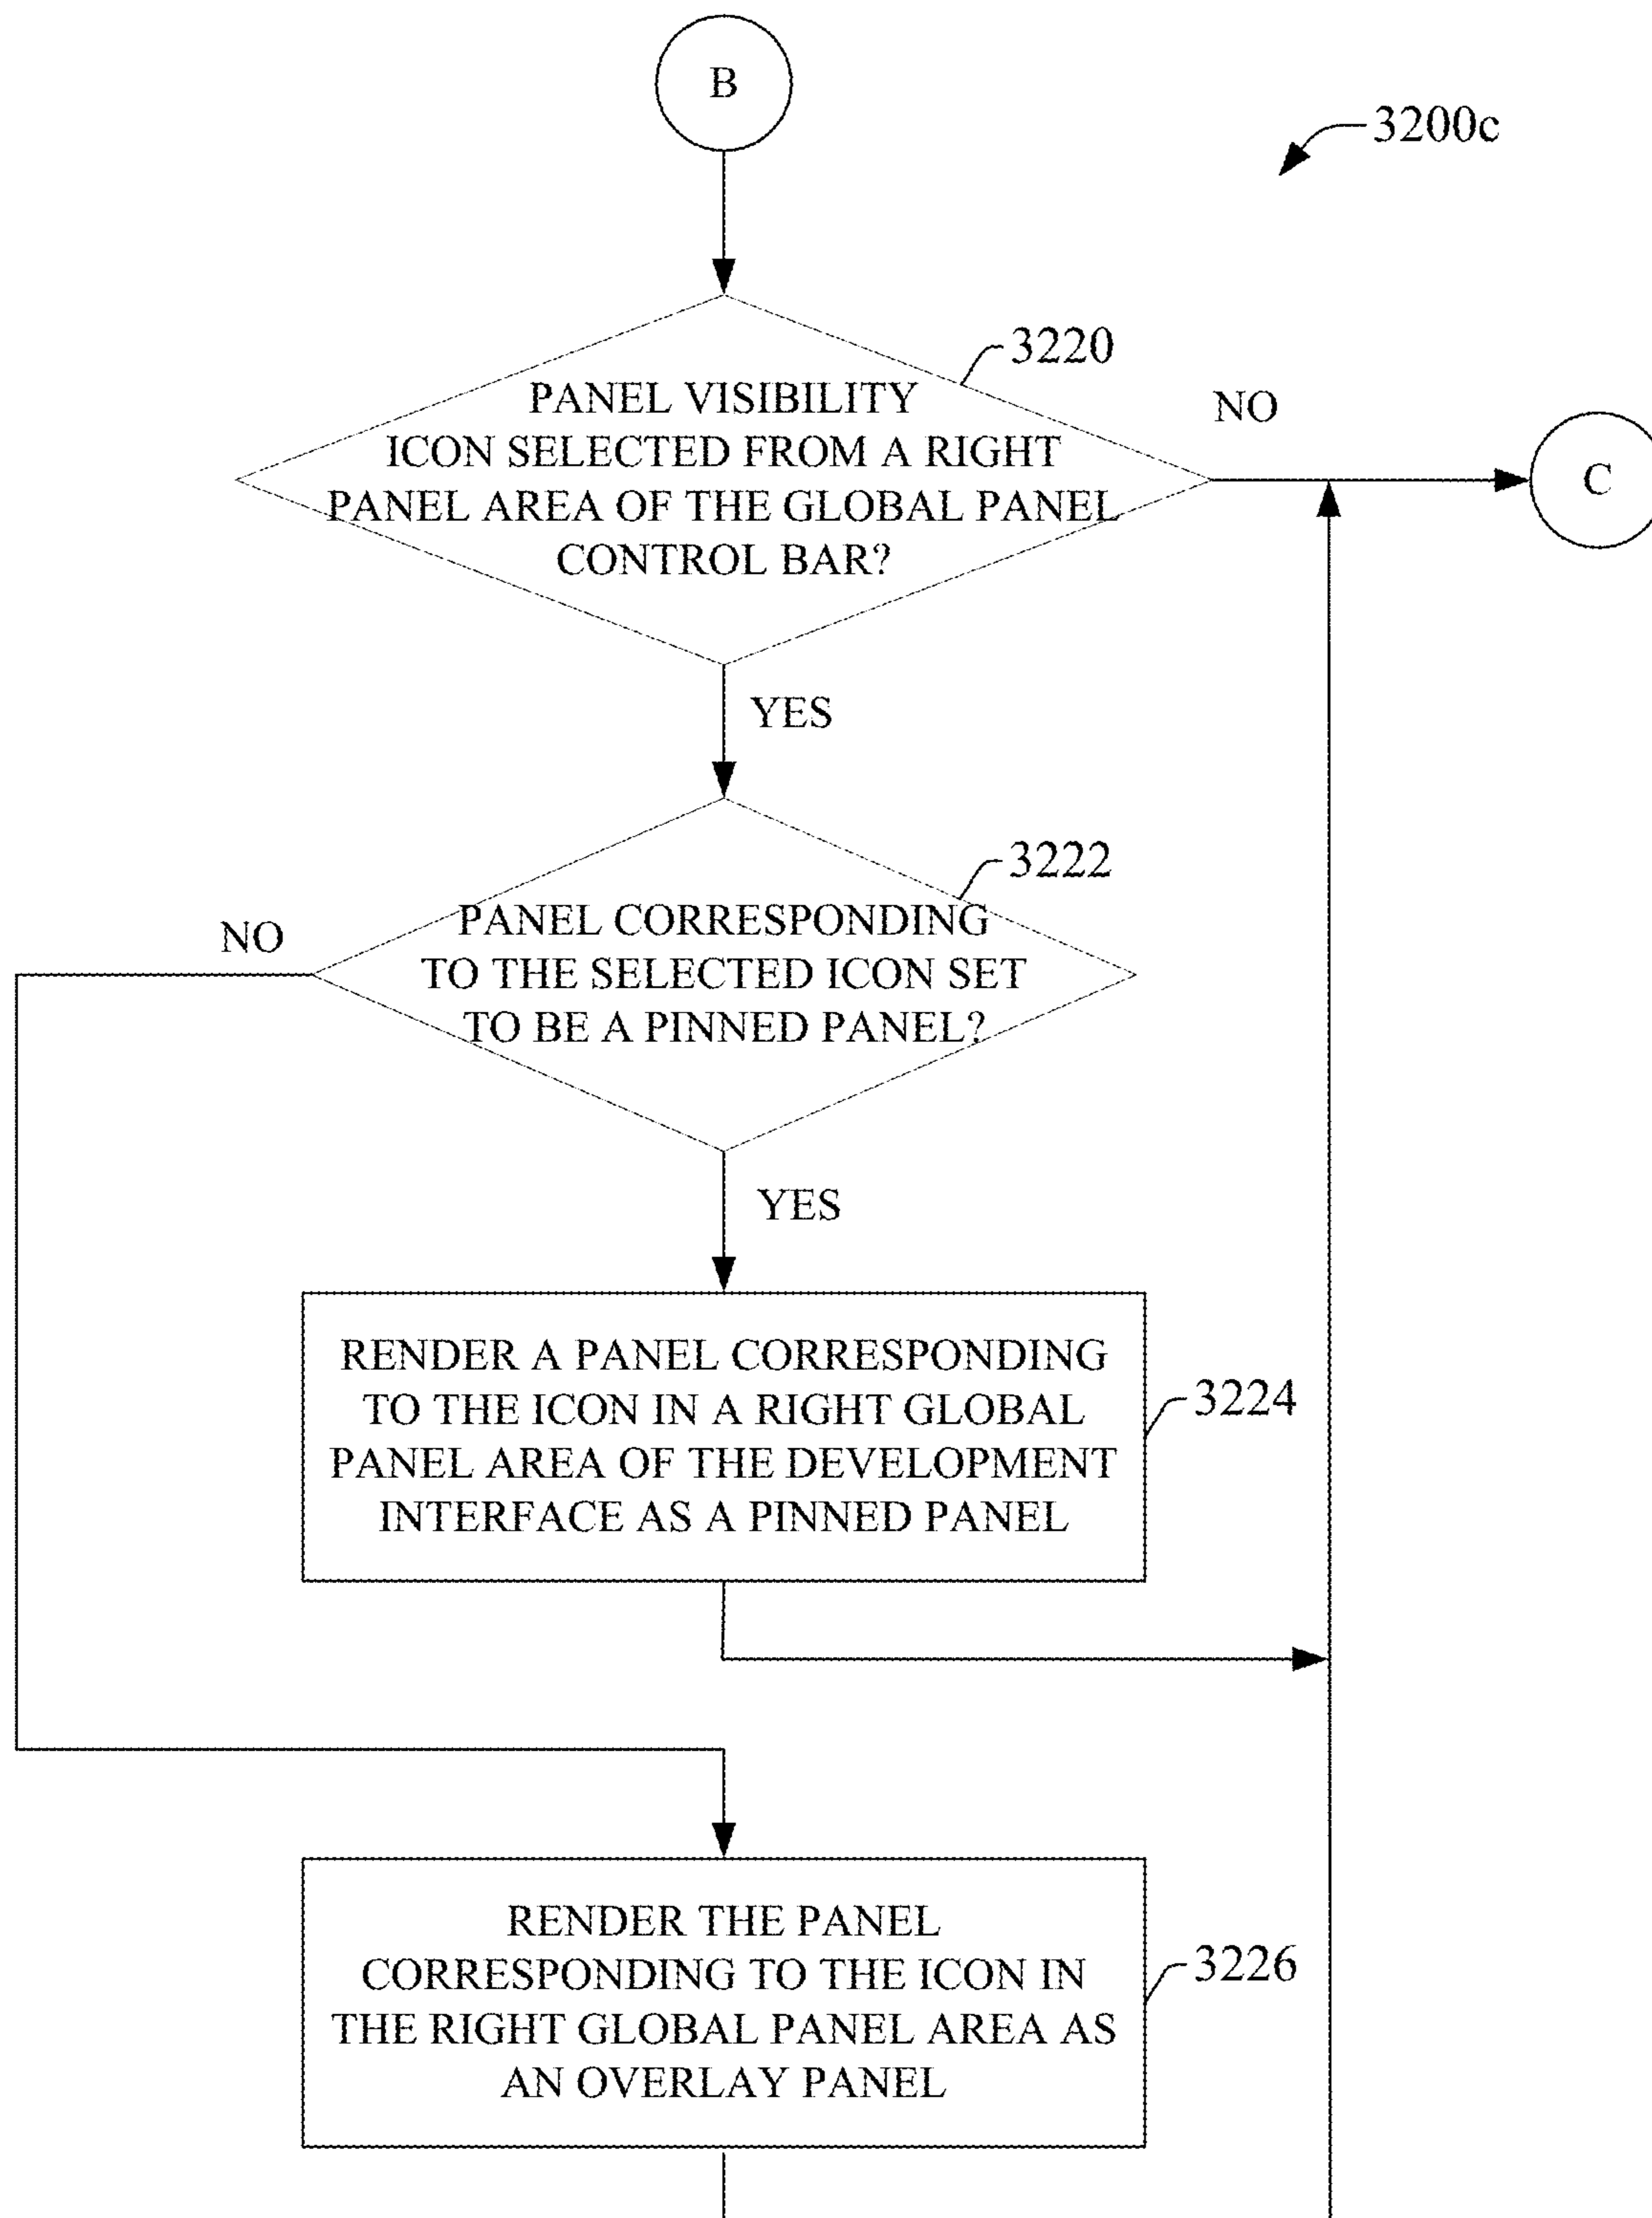 B
3200c
3220
PANEL VISIBILITY
ICON SELECTED FROM A RIGHT
PANEL AREA OF THE GLOBAL PANEL
CONTROL BAR?
NO
C
YES
3222
PANEL CORRESPONDING
TO THE SELECTED ICON SET
TO BE A PINNED PANEL?
NO
YES
RENDER A PANEL CORRESPONDING
TO THE ICON IN A RIGHT GLOBAL
PANEL AREA OF THE DEVELOPMENT
INTERFACE AS A PINNED PANEL
3224
RENDER THE PANEL
CORRESPONDING TO THE ICON IN
THE RIGHT GLOBAL PANEL AREA AS
AN OVERLAY PANEL
3226